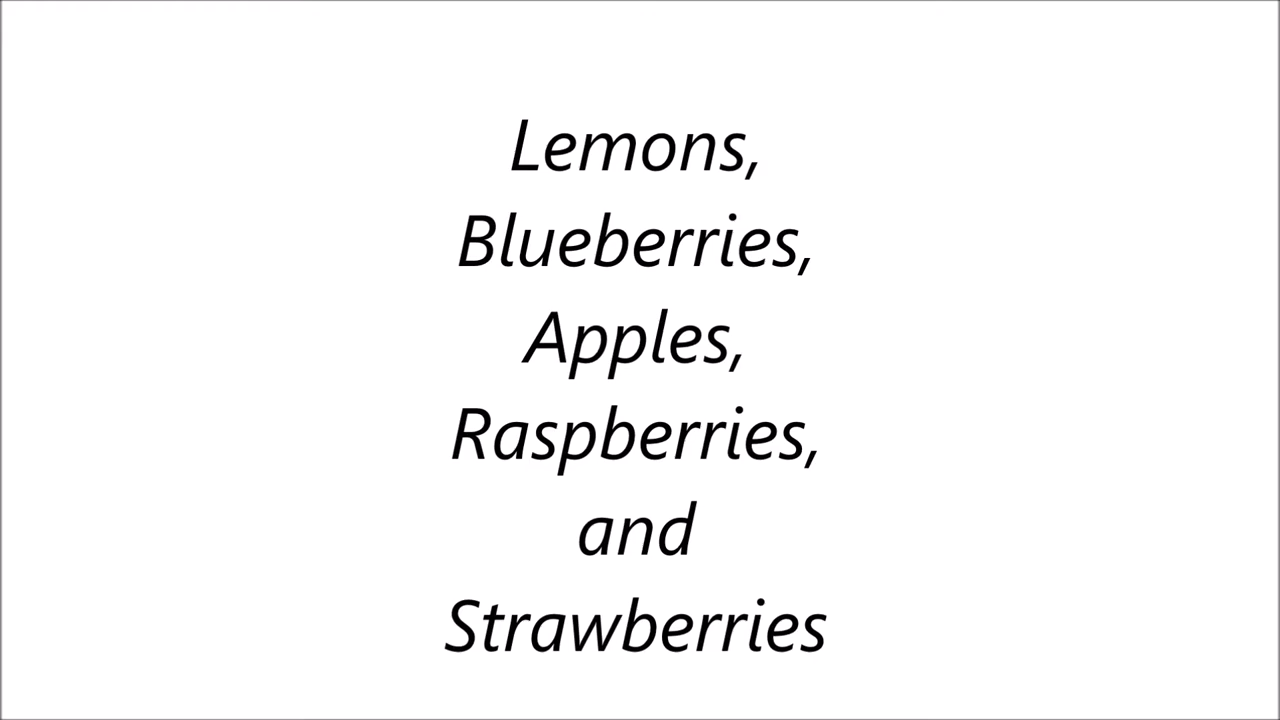 Lemons,
Blueberries,
Apples,
Raspberries,
and
Strawberries